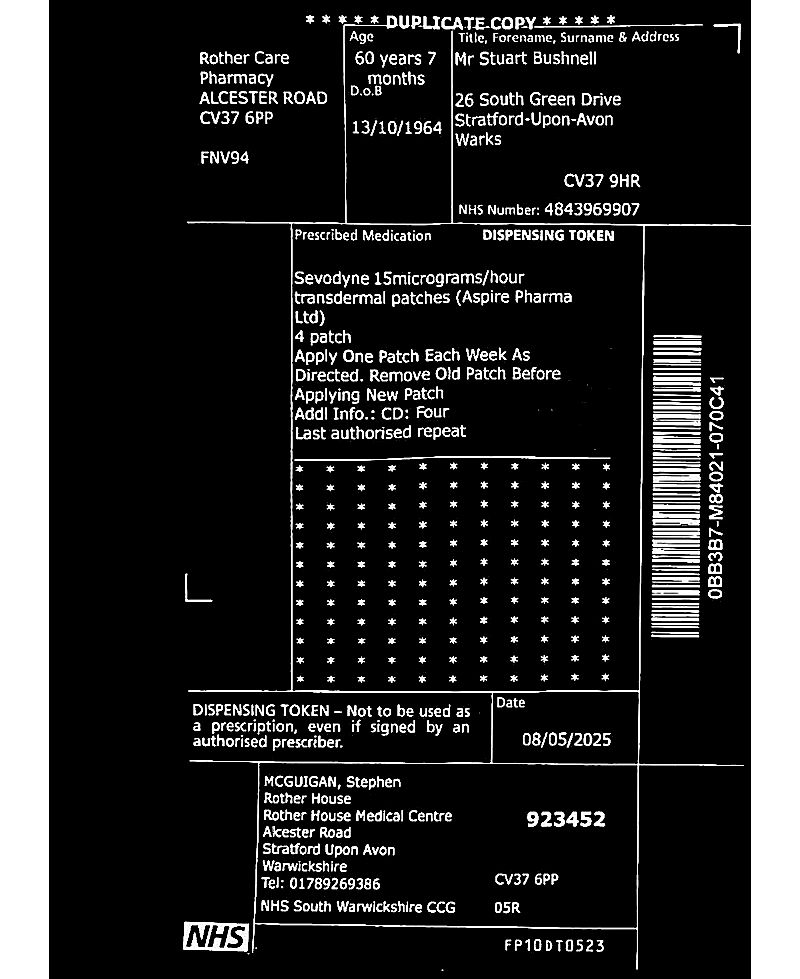 * * * * * DUPLICATE COPY * * * * *
Rother Care
Pharmacy
ALCESTER ROAD
CV37 6PP
FNV94
Age
60 years 7
months
D.o.B
13/10/1964
Title, Forename, Surname & Address
Mr Stuart Bushnell
26 South Green Drive
Stratford-Upon-Avon
Warks
CV37 9HR
NHS Number: 4843969907
Prescribed Medication DISPENSING TOKEN
Sevodyne 15micrograms/hour
transdermal patches (Aspire Pharma
Ltd)
4 patch
Apply One Patch Each Week As
Directed. Remove Old Patch Before
Applying New Patch
Addl Info.: CD: Four
Last authorised repeat
* * * * * * * * * * *
* * * * * * * * * * *
* * * * * * * * * * *
* * * * * * * * * * *
* * * * * * * * * * *
* * * * * * * * * * *
* * * * * * * * * * *
* * * * * * * * * * *
* * * * * * * * * * *
* * * * * * * * * * *
* * * * * * * * * * *
* * * * * * * * * * *
0BB3B7-M84021-070C41
DISPENSING TOKEN – Not to be used as
a prescription, even if signed by an
authorised prescriber.
Date
08/05/2025
MCGUIGAN, Stephen
Rother House
Rother House Medical Centre
Alcester Road
Stratford Upon Avon
Warwickshire
Tel: 01789269386
NHS South Warwickshire CCG
923452
CV37 6PP
05R
NHS
FP10DT0523